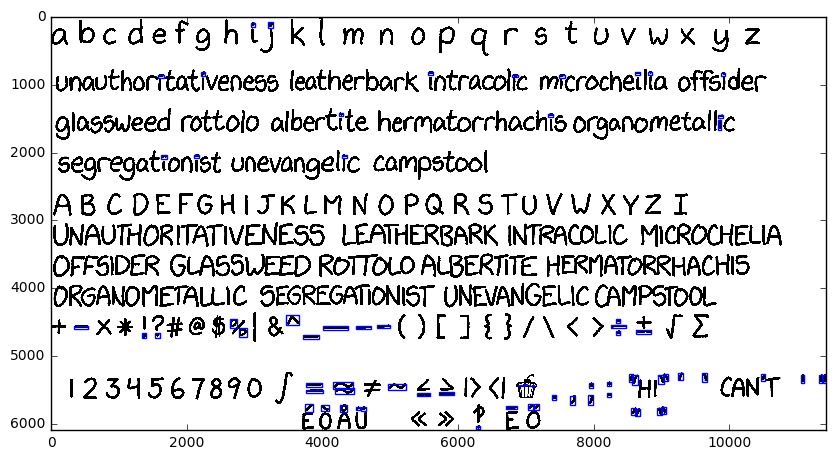 0 a b c d e f g h i j k l m n o p q r s t u v w x y z
1000 unauthoritativeness leatherbark intracolic microcheilia offsider
glassweed rottolo albertite hermatorrhachis organometallic
2000 segregationist unevangelic campstool
3000 A B C D E F G H I J K L M N O P Q R S T U V W X Y Z I
UNAUTHORITATIVENESS LEATHERBARK INTRACOLIC MICROCHELIA
OFFSIDER GLASSWEED ROTTOLO ALBERTITE HERMATORRHACHIS
4000 ORGANOMETALLIC SEGREGATIONIST UNEVANGELIC CAMPSTOOL
+ - × * ! ? # @ $ % | & ^ _ — – - ( ) [ ] { } / \ < > ÷ ± √ Σ
5000
1 2 3 4 5 6 7 8 9 0 ∫ ≠ ≤ ≥ |> <| HI CAN'T
6000 « » ‽
0 2000 4000 6000 8000 10000